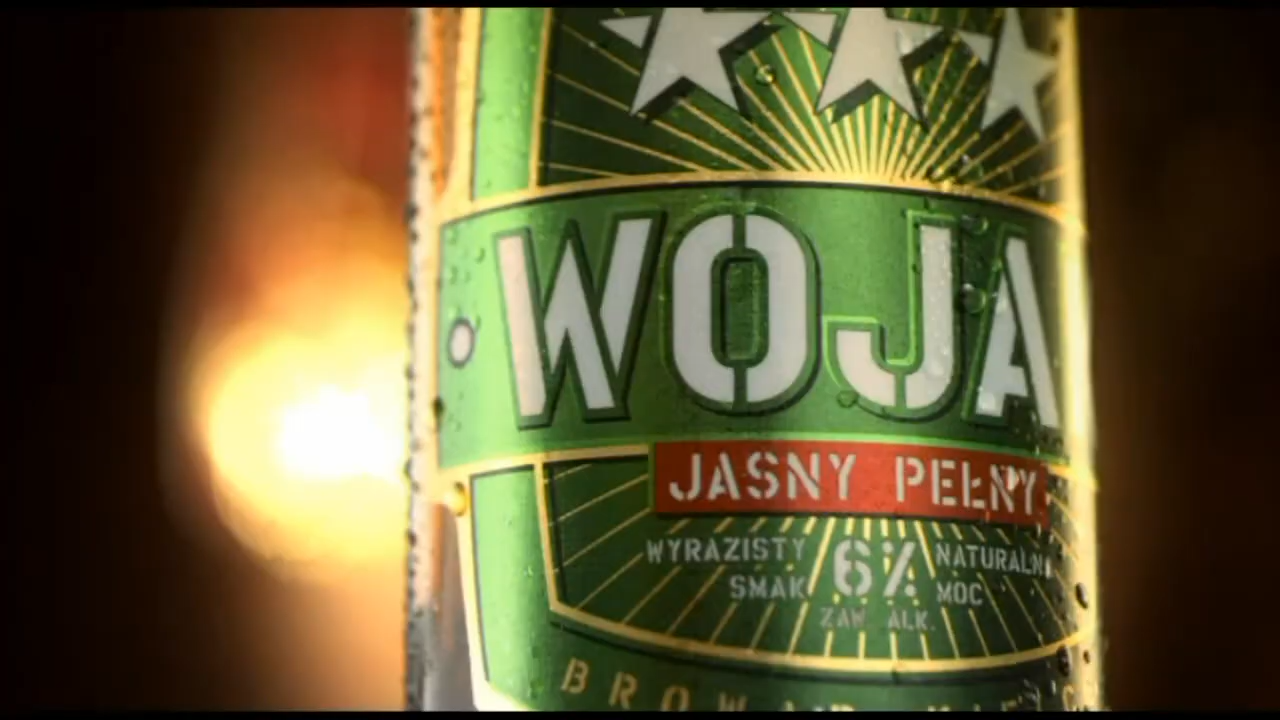 WOJA
JASNY PEŁNY
WYRAZISTY 6% NATURALN
SMAK MOC
ZAW. ALK.